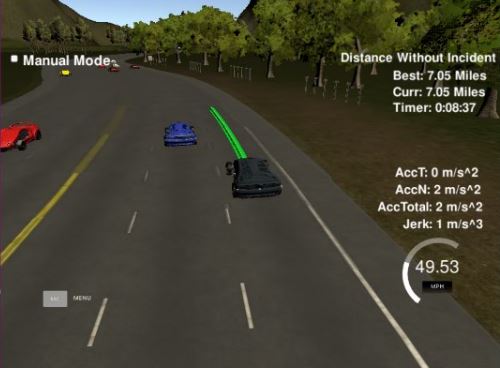 Manual Mode
Distance Without Incident
Best: 7.05 Miles
Curr: 7.05 Miles
Timer: 0:08:37
AccT: 0 m/s^2
AccN: 2 m/s^2
AccTotal: 2 m/s^2
Jerk: 1 m/s^3
49.53
MPH
MENU